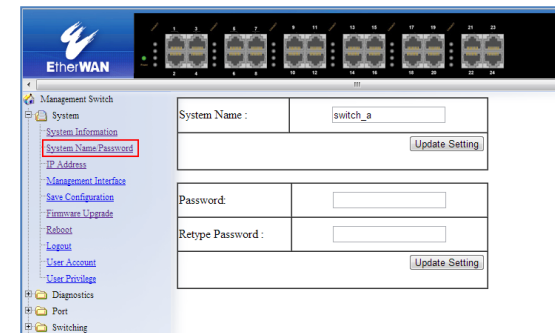 1 3 5 7 9 11 13 15 17 19 21 23
EtherWAN
2 4 6 8 10 12 14 16 18 20 22 24
Management Switch
System
System Information
System Name/Password
IP Address
Management Interface
Save Configuration
Firmware Upgrade
Reboot
Logout
User Account
User Privilege
Diagnostics
Port
Switching
System Name :
switch_a
Update Setting
Password:
Retype Password :
Update Setting